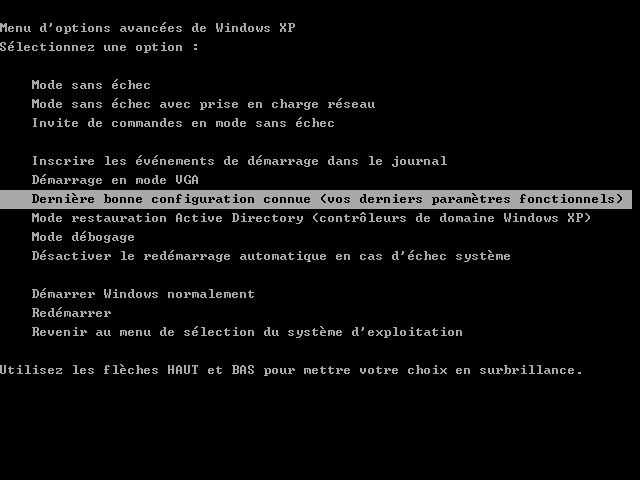 Menu d'options avancées de Windows XP
Sélectionnez une option :
Mode sans échec
Mode sans échec avec prise en charge réseau
Invite de commandes en mode sans échec
Inscrire les événements de démarrage dans le journal
Démarrage en mode VGA
Dernière bonne configuration connue (vos derniers paramètres fonctionnels)
Mode restauration Active Directory (contrôleurs de domaine Windows XP)
Mode débogage
Désactiver le redémarrage automatique en cas d'échec système
Démarrer Windows normalement
Redémarrer
Revenir au menu de sélection du système d'exploitation
Utilisez les flèches HAUT et BAS pour mettre votre choix en surbrillance.